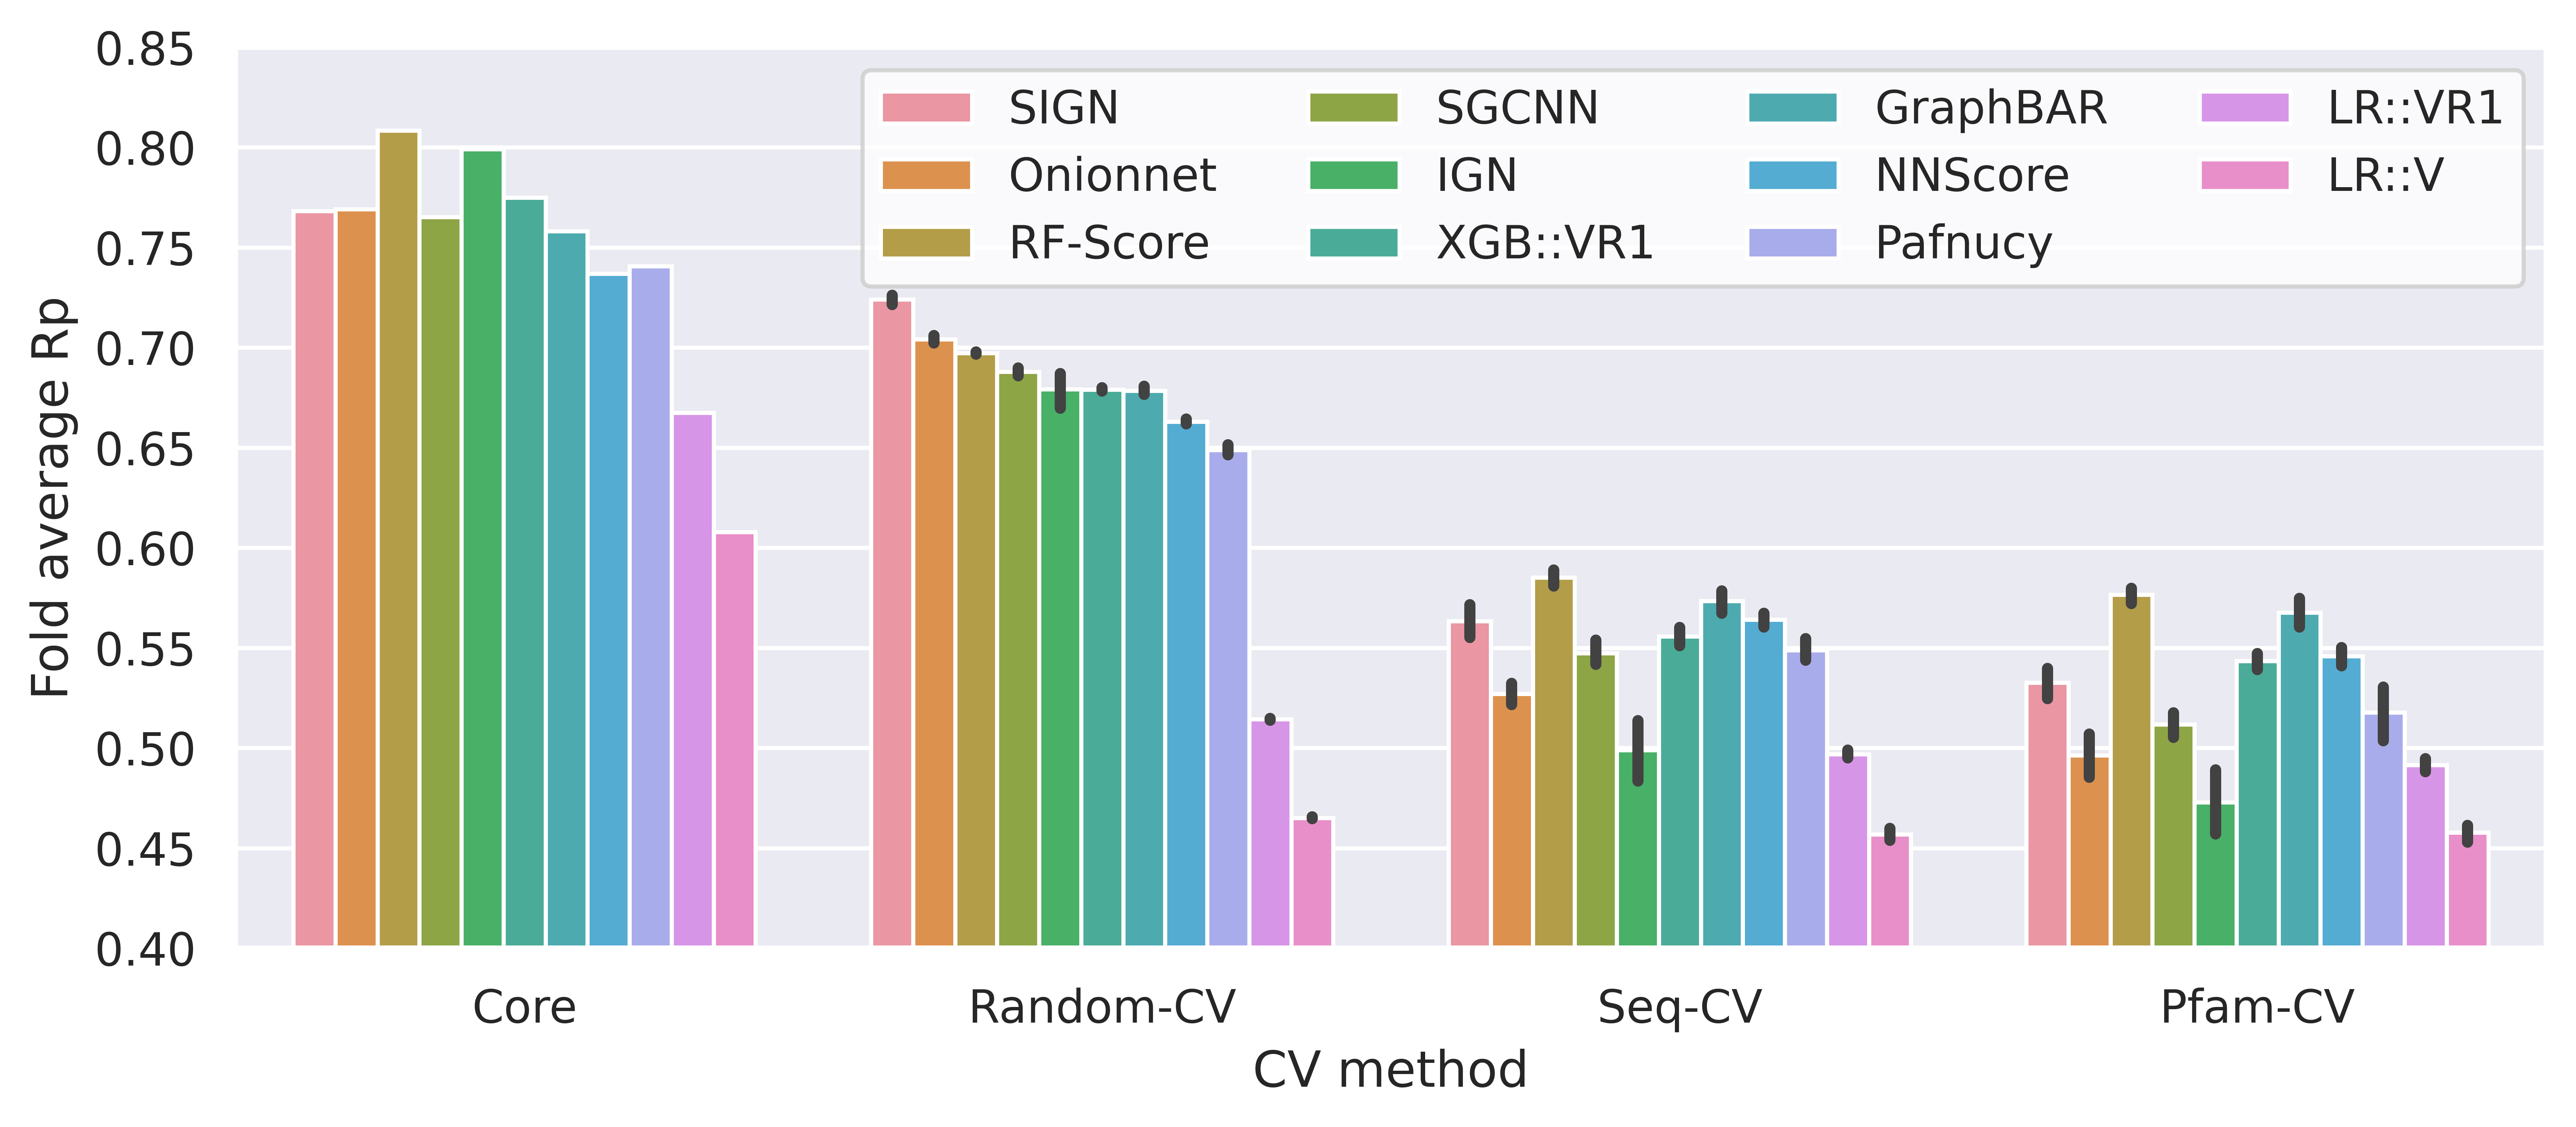 0.85
0.80
0.75
0.70
0.65
0.60
0.55
0.50
0.45
0.40
Fold average Rp
SIGN
Onionnet
RF-Score
SGCNN
IGN
XGB::VR1
GraphBAR
NNScore
Pafnucy
LR::VR1
LR::V
Core
Random-CV
Seq-CV
Pfam-CV
CV method